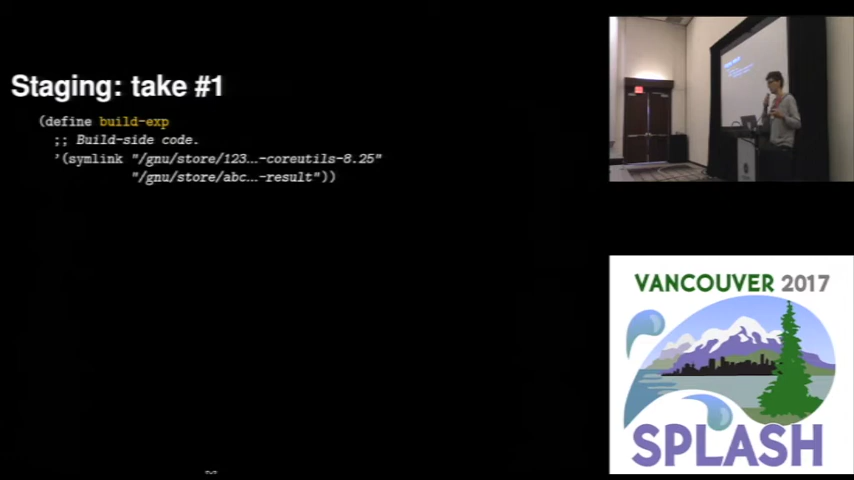 Staging: take #1
(define build-exp
;; Build-side code.
'(symlink "/gnu/store/123...-coreutils-8.25"
"/gnu/store/abc...-result"))
VANCOUVER 2017
SPLASH